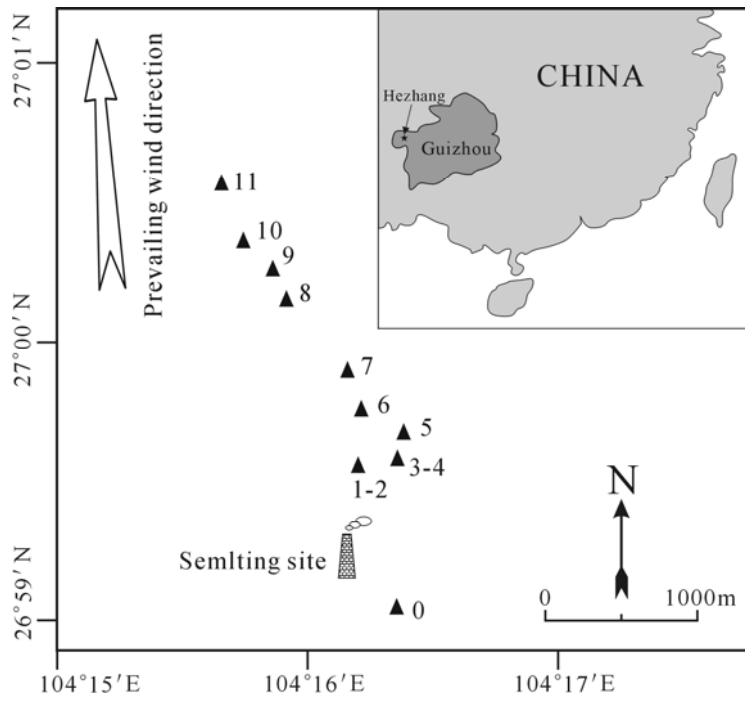 27°01′N
27°00′N
26°59′N
Prevailing wind direction
CHINA
Hezhang
Guizhou
11
10
9
8
7
6
5
3-4
1-2
Semlting site
0
N
0 1000m
104°15′E 104°16′E 104°17′E